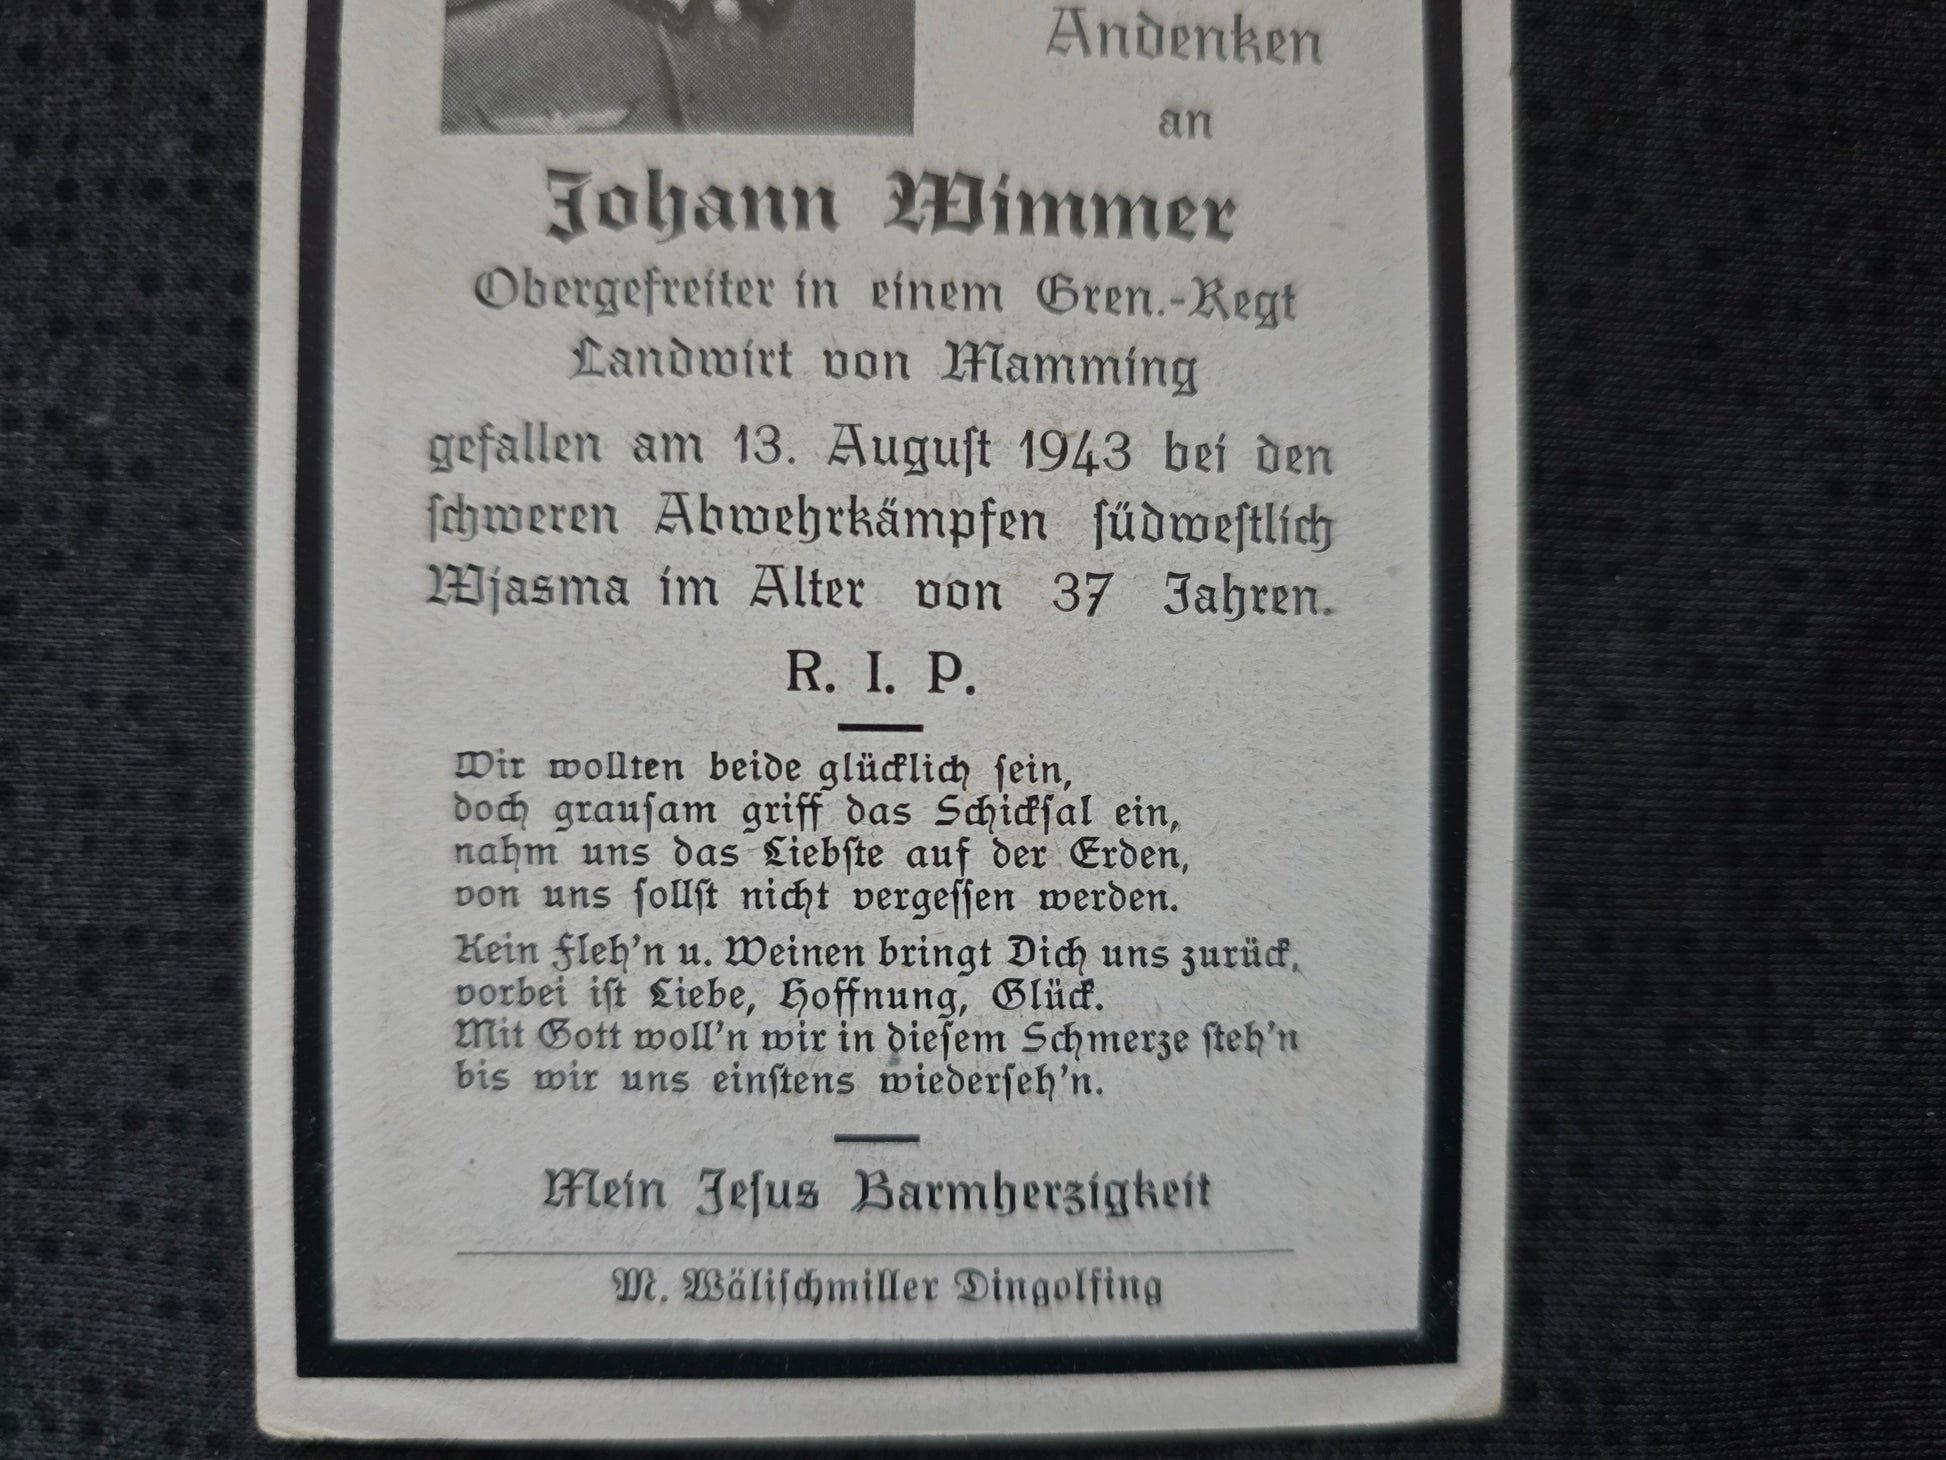 Andenken
an
Johann Wimmer
Obergefreiter in einem Gren.-Regt
Landwirt von Mamming
gefallen am 13. Auguſt 1943 bei den
ſchweren Abwehrkämpfen ſüdweſtlich
Wjasma im Alter von 37 Jahren.
R. I. P.
Wir wollten beide glücklich ſein,
doch grauſam griff das Schickſal ein,
nahm uns das Liebſte auf der Erden,
von uns ſollſt nicht vergeſſen werden.
Kein Fleh'n u. Weinen bringt Dich uns zurück,
vorbei iſt Liebe, Hoffnung, Glück.
Mit Gott woll'n wir in dieſem Schmerze ſteh'n
bis wir uns einſtens wiederſeh'n.
Mein Jeſus Barmherzigkeit
M. Wäliſchmiller Dingolfing